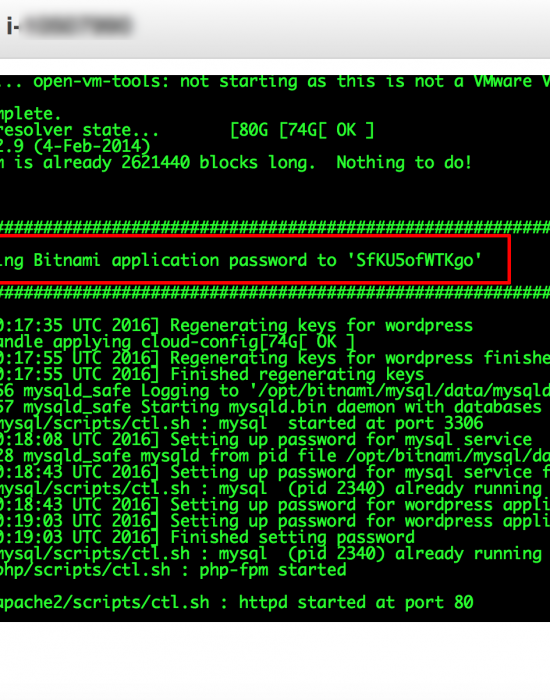 i-
... open-vm-tools: not starting as this is not a VMware V
mplete.
resolver state... [80G [74G[ OK ]
2.9 (4-Feb-2014)
m is already 2621440 blocks long. Nothing to do!
##########################################################
ing Bitnami application password to 'SfKU5ofWTKgo'
##########################################################
0:17:35 UTC 2016] Regenerating keys for wordpress
andle applying cloud-config[74G[ OK ]
0:17:55 UTC 2016] Regenerating keys for wordpress finishe
0:17:55 UTC 2016] Finished regenerating keys
56 mysqld_safe Logging to '/opt/bitnami/mysql/data/mysqld
57 mysqld_safe Starting mysqld.bin daemon with databases
mysql/scripts/ctl.sh : mysql started at port 3306
0:18:08 UTC 2016] Setting up password for mysql service
28 mysqld_safe mysqld from pid file /opt/bitnami/mysql/da
0:18:43 UTC 2016] Setting up password for mysql service f
mysql/scripts/ctl.sh : mysql (pid 2340) already running
0:18:43 UTC 2016] Setting up password for wordpress appli
0:19:03 UTC 2016] Setting up password for wordpress appli
0:19:03 UTC 2016] Finished setting password
mysql/scripts/ctl.sh : mysql (pid 2340) already running
php/scripts/ctl.sh : php-fpm started
apache2/scripts/ctl.sh : httpd started at port 80